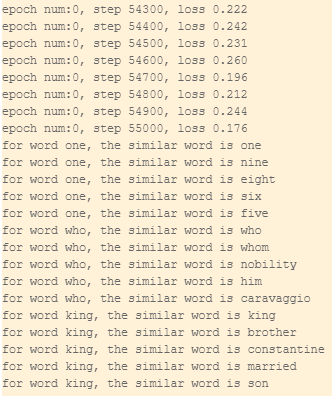 epoch num:0, step 54300, loss 0.222
epoch num:0, step 54400, loss 0.242
epoch num:0, step 54500, loss 0.231
epoch num:0, step 54600, loss 0.260
epoch num:0, step 54700, loss 0.196
epoch num:0, step 54800, loss 0.212
epoch num:0, step 54900, loss 0.244
epoch num:0, step 55000, loss 0.176
for word one, the similar word is one
for word one, the similar word is nine
for word one, the similar word is eight
for word one, the similar word is six
for word one, the similar word is five
for word who, the similar word is who
for word who, the similar word is whom
for word who, the similar word is nobility
for word who, the similar word is him
for word who, the similar word is caravaggio
for word king, the similar word is king
for word king, the similar word is brother
for word king, the similar word is constantine
for word king, the similar word is married
for word king, the similar word is son